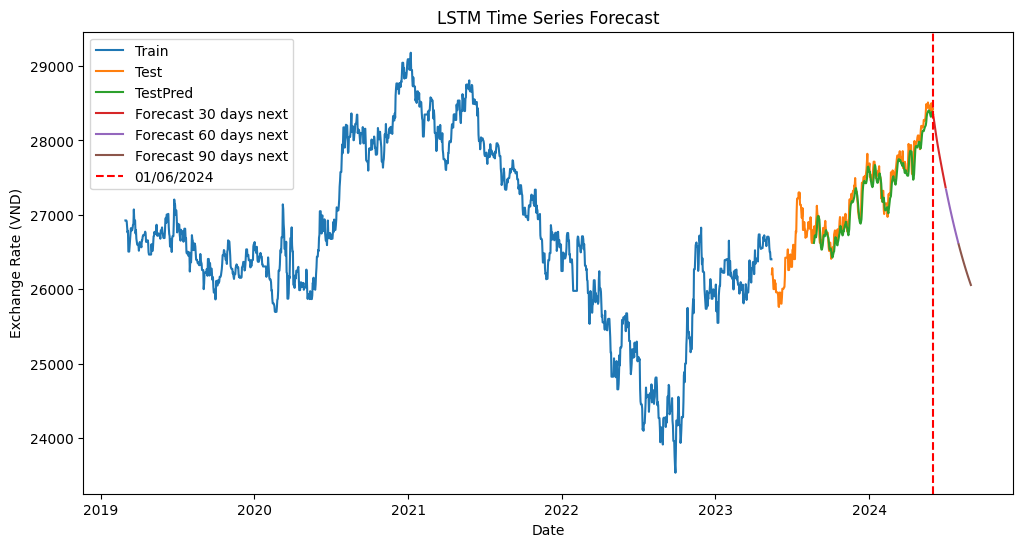 LSTM Time Series Forecast
Train
Test
TestPred
Forecast 30 days next
Forecast 60 days next
Forecast 90 days next
01/06/2024
Exchange Rate (VND)
29000
28000
27000
26000
25000
24000
2019
2020
2021
2022
2023
2024
Date